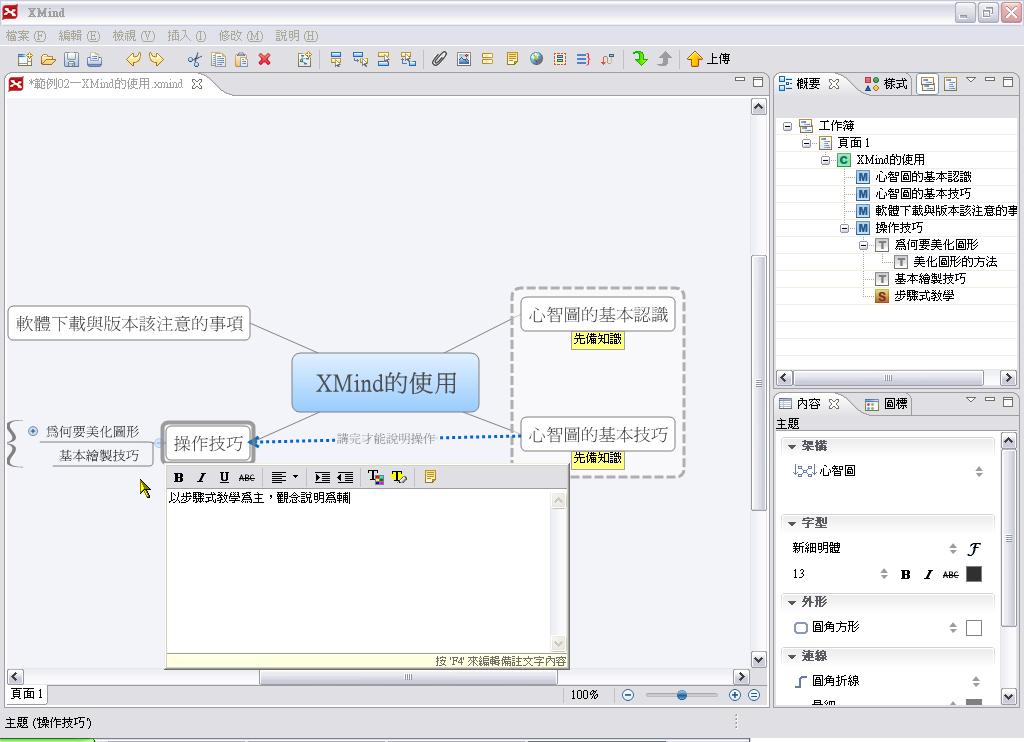 XMind
檔案(F) 編輯(E) 檢視(V) 插入(I) 修改(M) 說明(H)
上傳
*範例02一XMind的使用.xmind
軟體下載與版本該注意的事項
XMind的使用
心智圖的基本認識
先備知識
心智圖的基本技巧
先備知識
講完才能說明操作
操作技巧
為何要美化圖形
基本繪製技巧
B I U ABC
以步驟式教學為主，觀念說明為輔
按 'F4' 來編輯備註文字內容
頁面 1
100%
主題 ('操作技巧')
概要 樣式
工作簿
頁面 1
C XMind的使用
M 心智圖的基本認識
M 心智圖的基本技巧
M 軟體下載與版本該注意的事
M 操作技巧
T 為何要美化圖形
T 美化圖形的方法
T 基本繪製技巧
S 步驟式教學
內容 圖標
主題
架構
心智圖
字型
新細明體
13 B I ABC
外形
圓角方形
連線
圓角折線